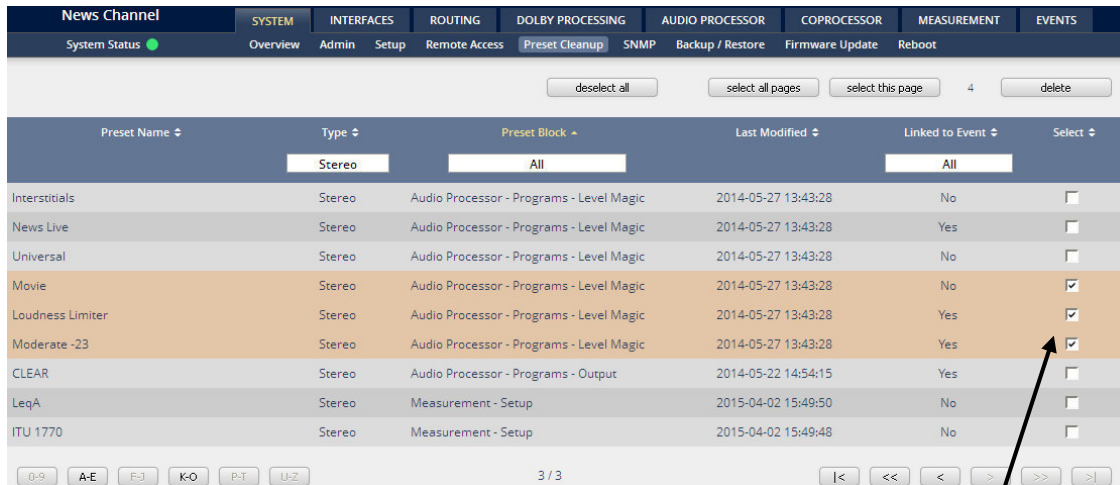 News Channel SYSTEM INTERFACES ROUTING DOLBY PROCESSING AUDIO PROCESSOR COPROCESSOR MEASUREMENT EVENTS
System Status Overview Admin Setup Remote Access Preset Cleanup SNMP Backup / Restore Firmware Update Reboot
deselect all select all pages select this page 4 delete
Preset Name Type Preset Block Last Modified Linked to Event Select
Stereo All All
Interstitials Stereo Audio Processor - Programs - Level Magic 2014-05-27 13:43:28 No
News Live Stereo Audio Processor - Programs - Level Magic 2014-05-27 13:43:28 Yes
Universal Stereo Audio Processor - Programs - Level Magic 2014-05-27 13:43:28 No
Movie Stereo Audio Processor - Programs - Level Magic 2014-05-27 13:43:28 No
Loudness Limiter Stereo Audio Processor - Programs - Level Magic 2014-05-27 13:43:28 Yes
Moderate -23 Stereo Audio Processor - Programs - Level Magic 2014-05-27 13:43:28 Yes
CLEAR Stereo Audio Processor - Programs - Output 2014-05-22 14:54:15 Yes
LeqA Stereo Measurement - Setup 2015-04-02 15:49:50 No
ITU 1770 Stereo Measurement - Setup 2015-04-02 15:49:48 No
0-9 A-E F-J K-O P-T U-Z 3 / 3 |< << < > >> >|